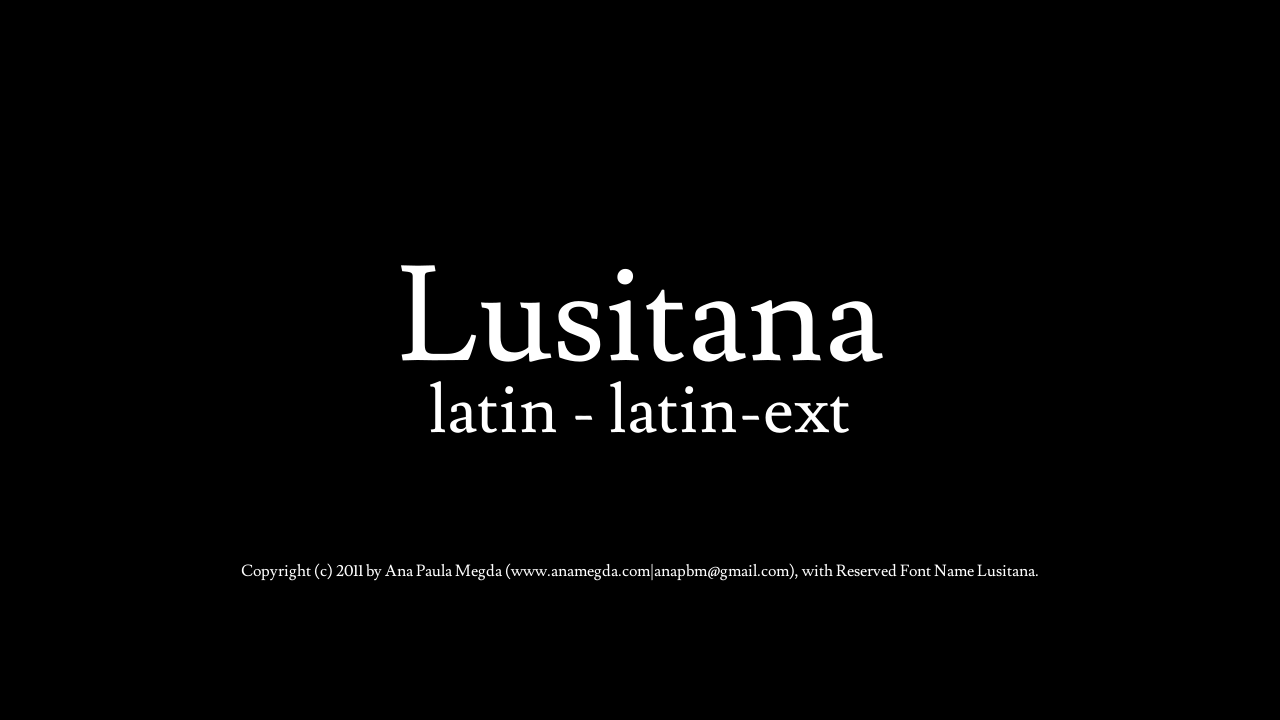 Lusitana
latin - latin-ext
Copyright (c) 2011 by Ana Paula Megda (www.anamegda.com|anapbm@gmail.com), with Reserved Font Name Lusitana.